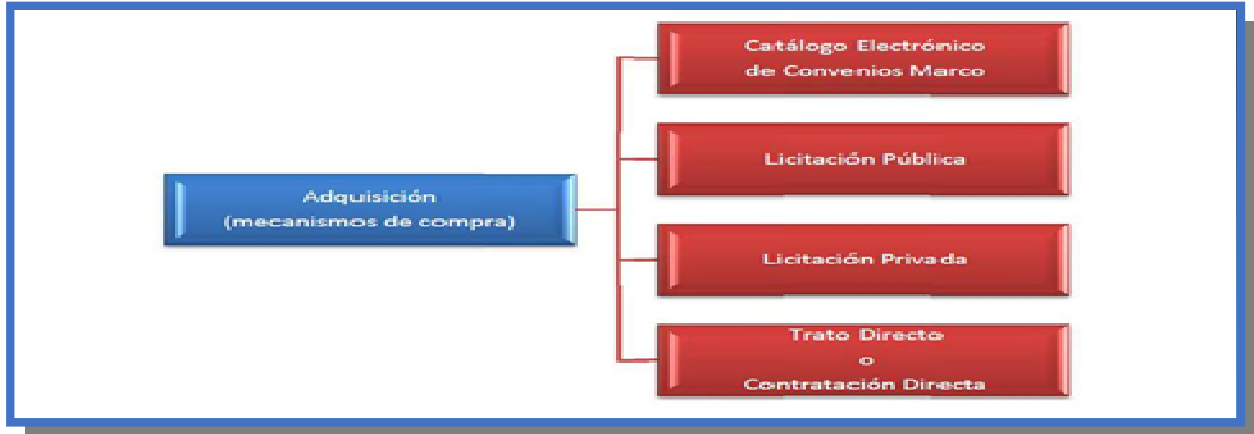 Adquisición
(mecanismos de compra)
Catálogo Electrónico
de Convenios Marco
Licitación Pública
Licitación Privada
Trato Directo
o
Contratación Directa